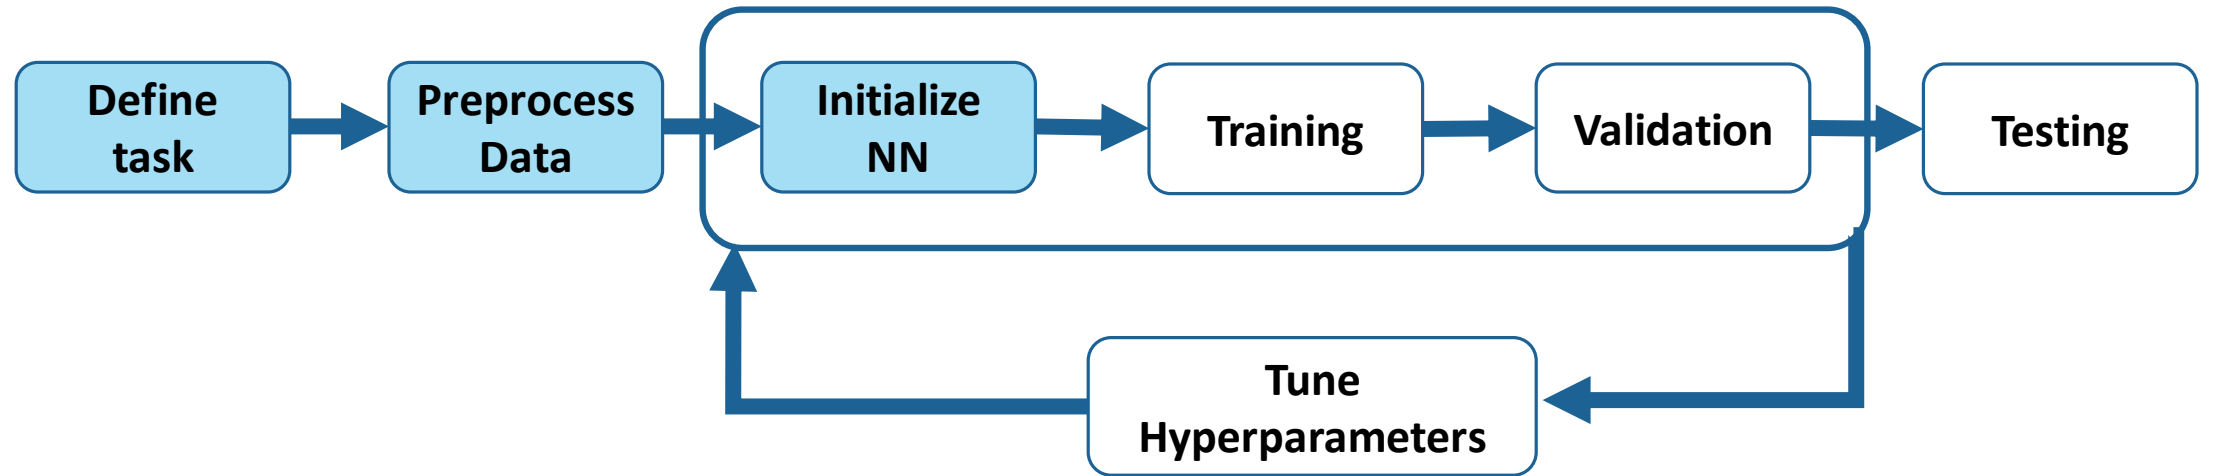 Define
task
Preprocess
Data
Initialize
NN
Training
Validation
Testing
Tune
Hyperparameters